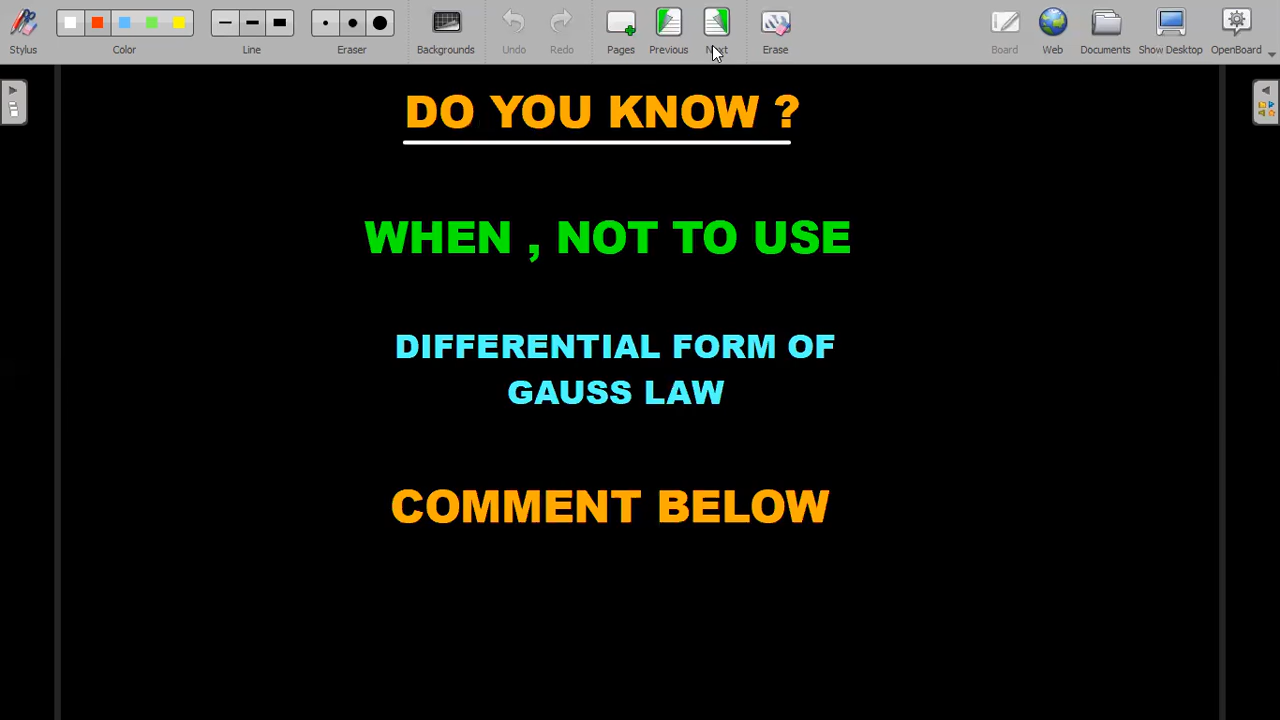 Stylus
Color
Line
Eraser
Backgrounds
Undo
Redo
Pages
Previous
Next
Erase
Board
Web
Documents
Show Desktop
OpenBoard
DO YOU KNOW ?
WHEN , NOT TO USE
DIFFERENTIAL FORM OF
GAUSS LAW
COMMENT BELOW